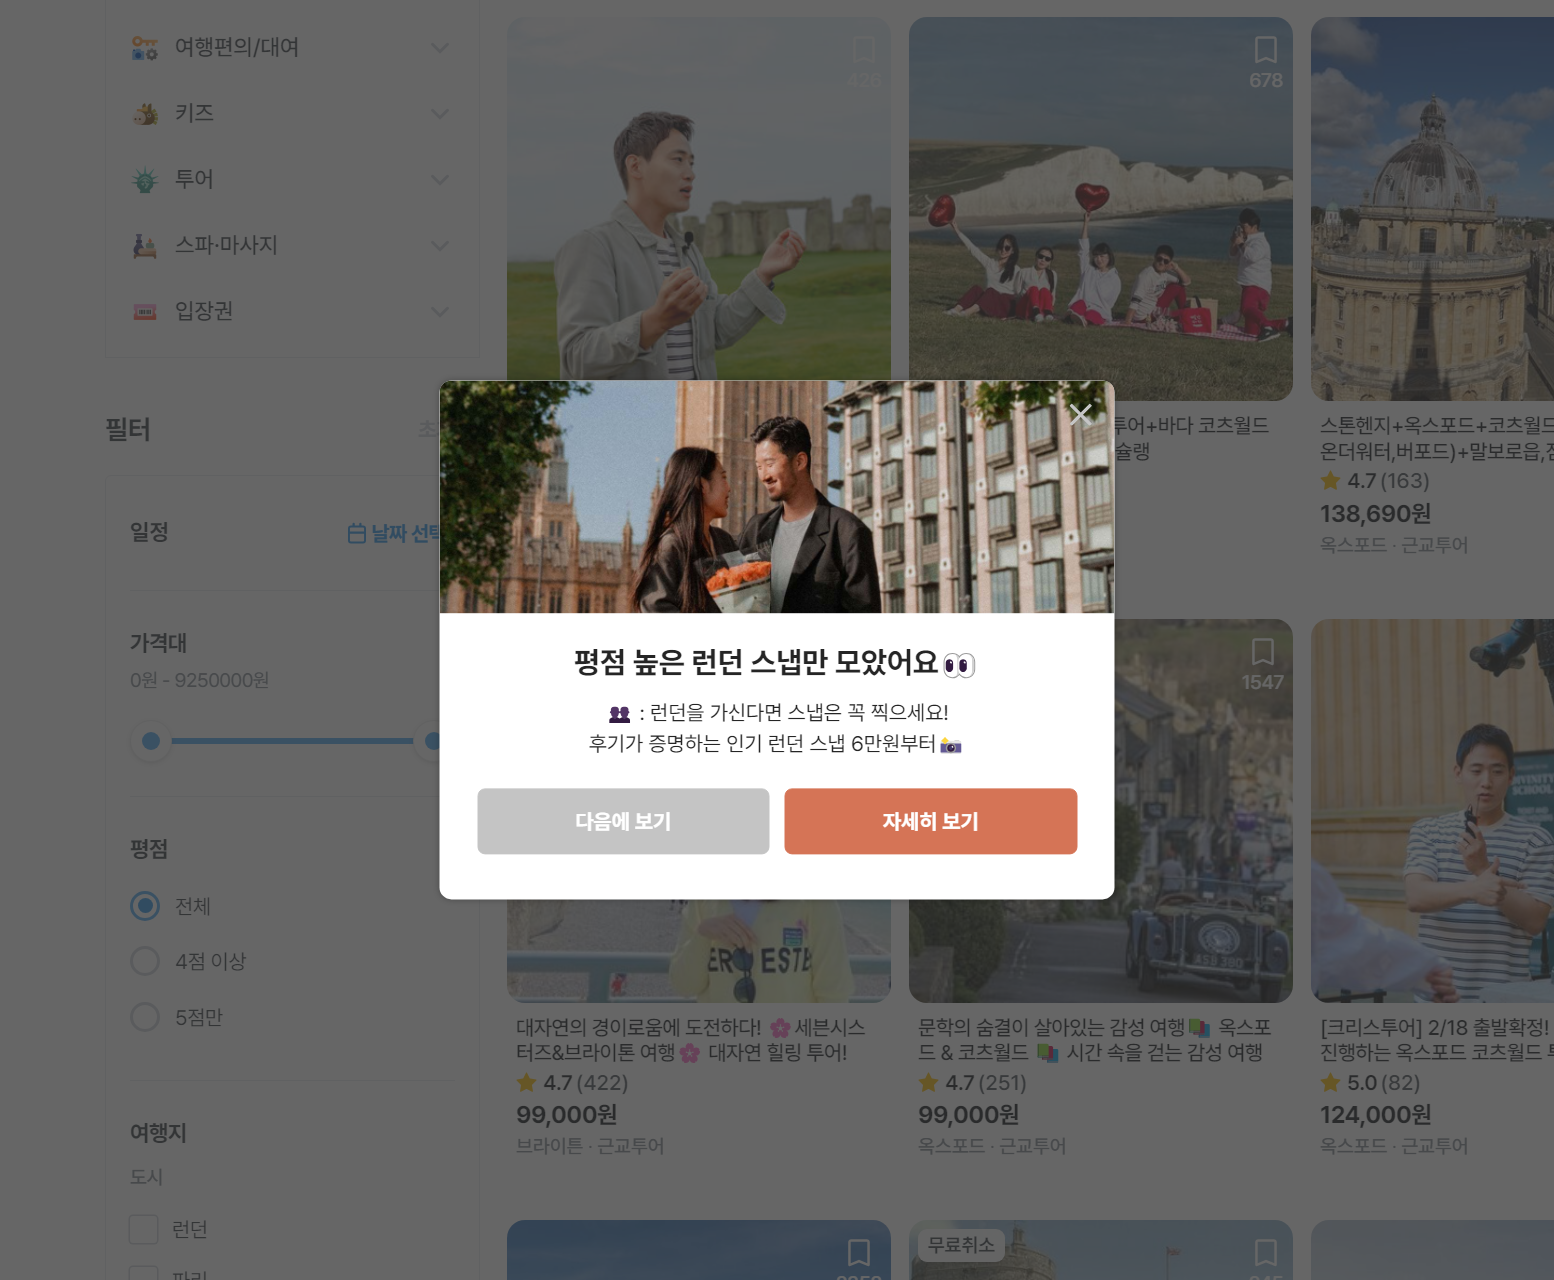 여행편의/대여
키즈
투어
스파·마사지
입장권
필터
일정
날짜 선택
가격대
0원 - 9250000원
평점
전체
4점 이상
5점만
여행지
도시
런던
426
678
투어+바다 코츠월드
슐랭
스톤헨지+옥스포드+코츠월드
온더워터,버포드)+말보로읍,점
4.7 (163)
138,690원
옥스포드 · 근교투어
평점 높은 런던 스냅만 모았어요👀
👥 : 런던을 가신다면 스냅은 꼭 찍으세요!
후기가 증명하는 인기 런던 스냅 6만원부터📸
다음에 보기
자세히 보기
1547
대자연의 경이로움에 도전하다! 🌸세븐시스
터즈&브라이튼 여행🌸 대자연 힐링 투어!
4.7 (422)
99,000원
브라이튼 · 근교투어
문학의 숨결이 살아있는 감성 여행📚 옥스포
드 & 코츠월드 📚 시간 속을 걷는 감성 여행
4.7 (251)
99,000원
옥스포드 · 근교투어
[크리스투어] 2/18 출발확정!
진행하는 옥스포드 코츠월드
5.0 (82)
124,000원
옥스포드 · 근교투어
무료취소